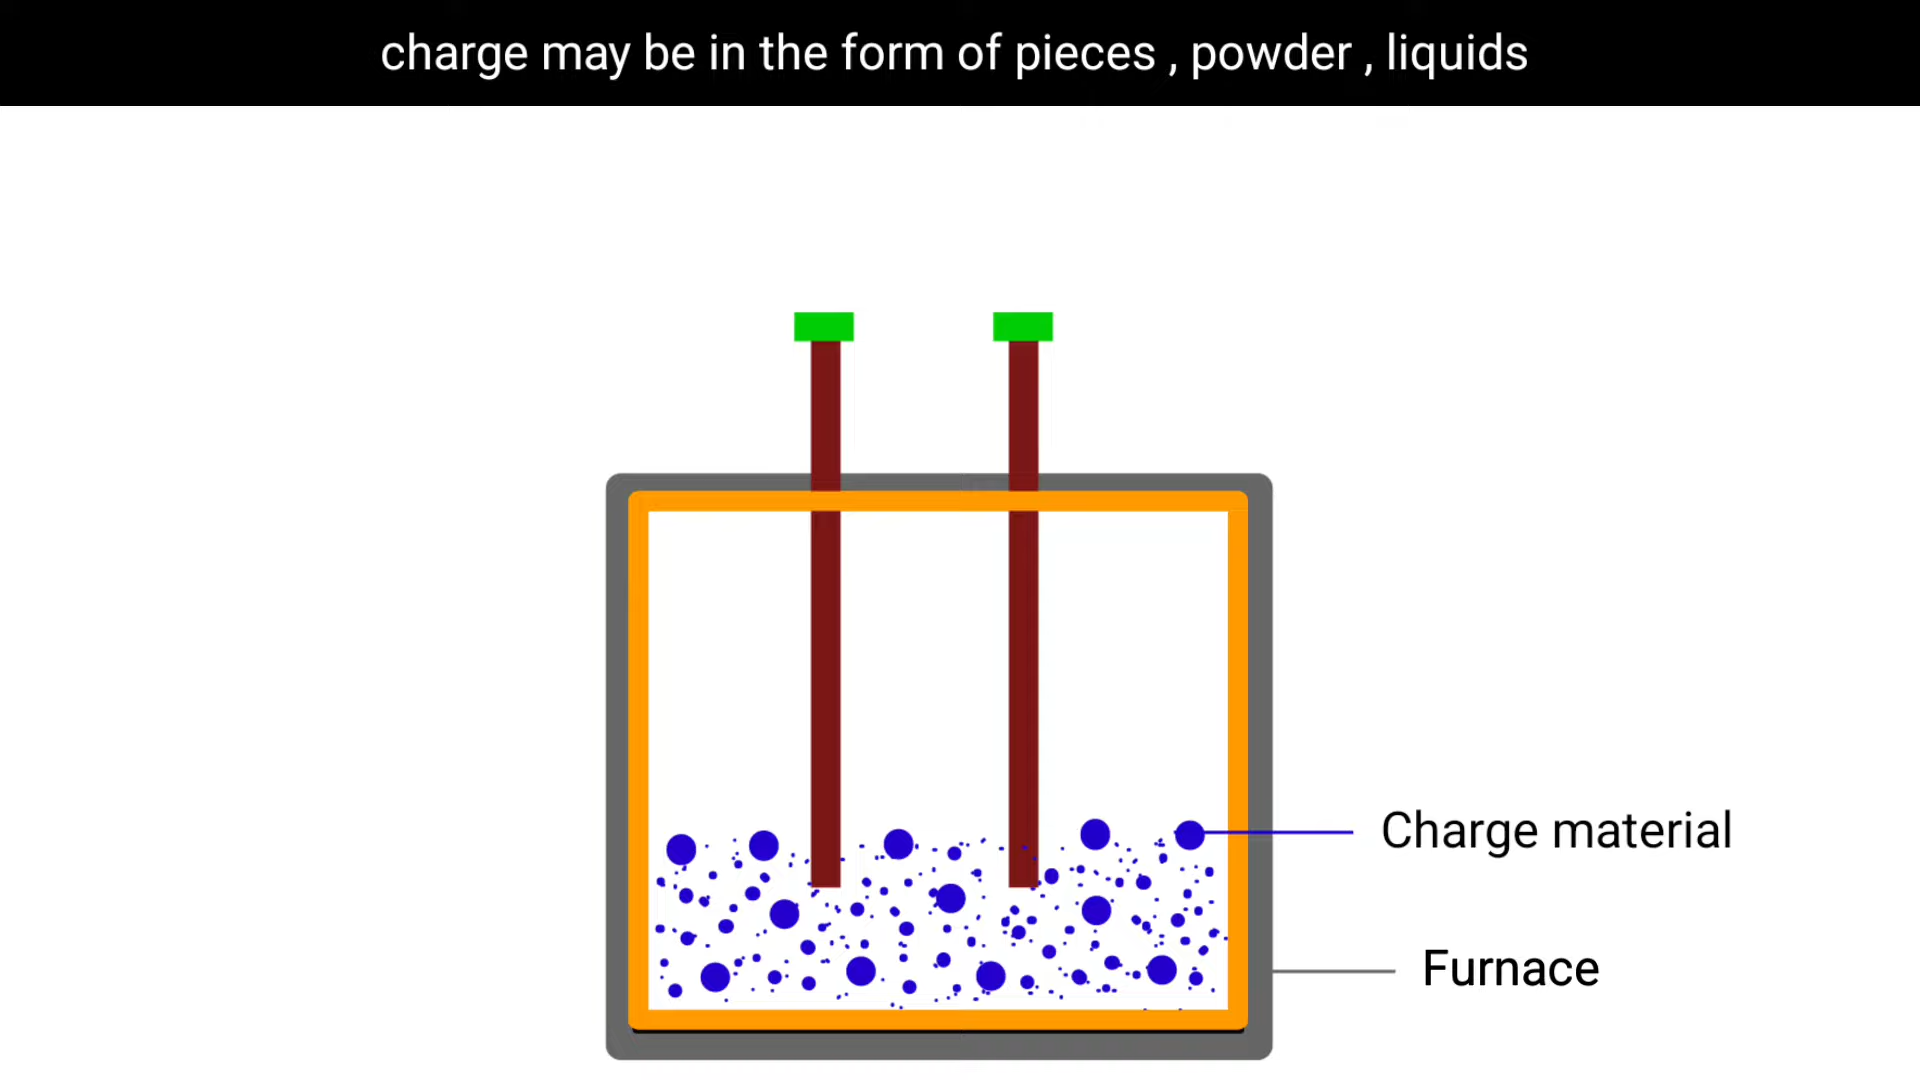 charge may be in the form of pieces , powder , liquids
Charge material
Furnace